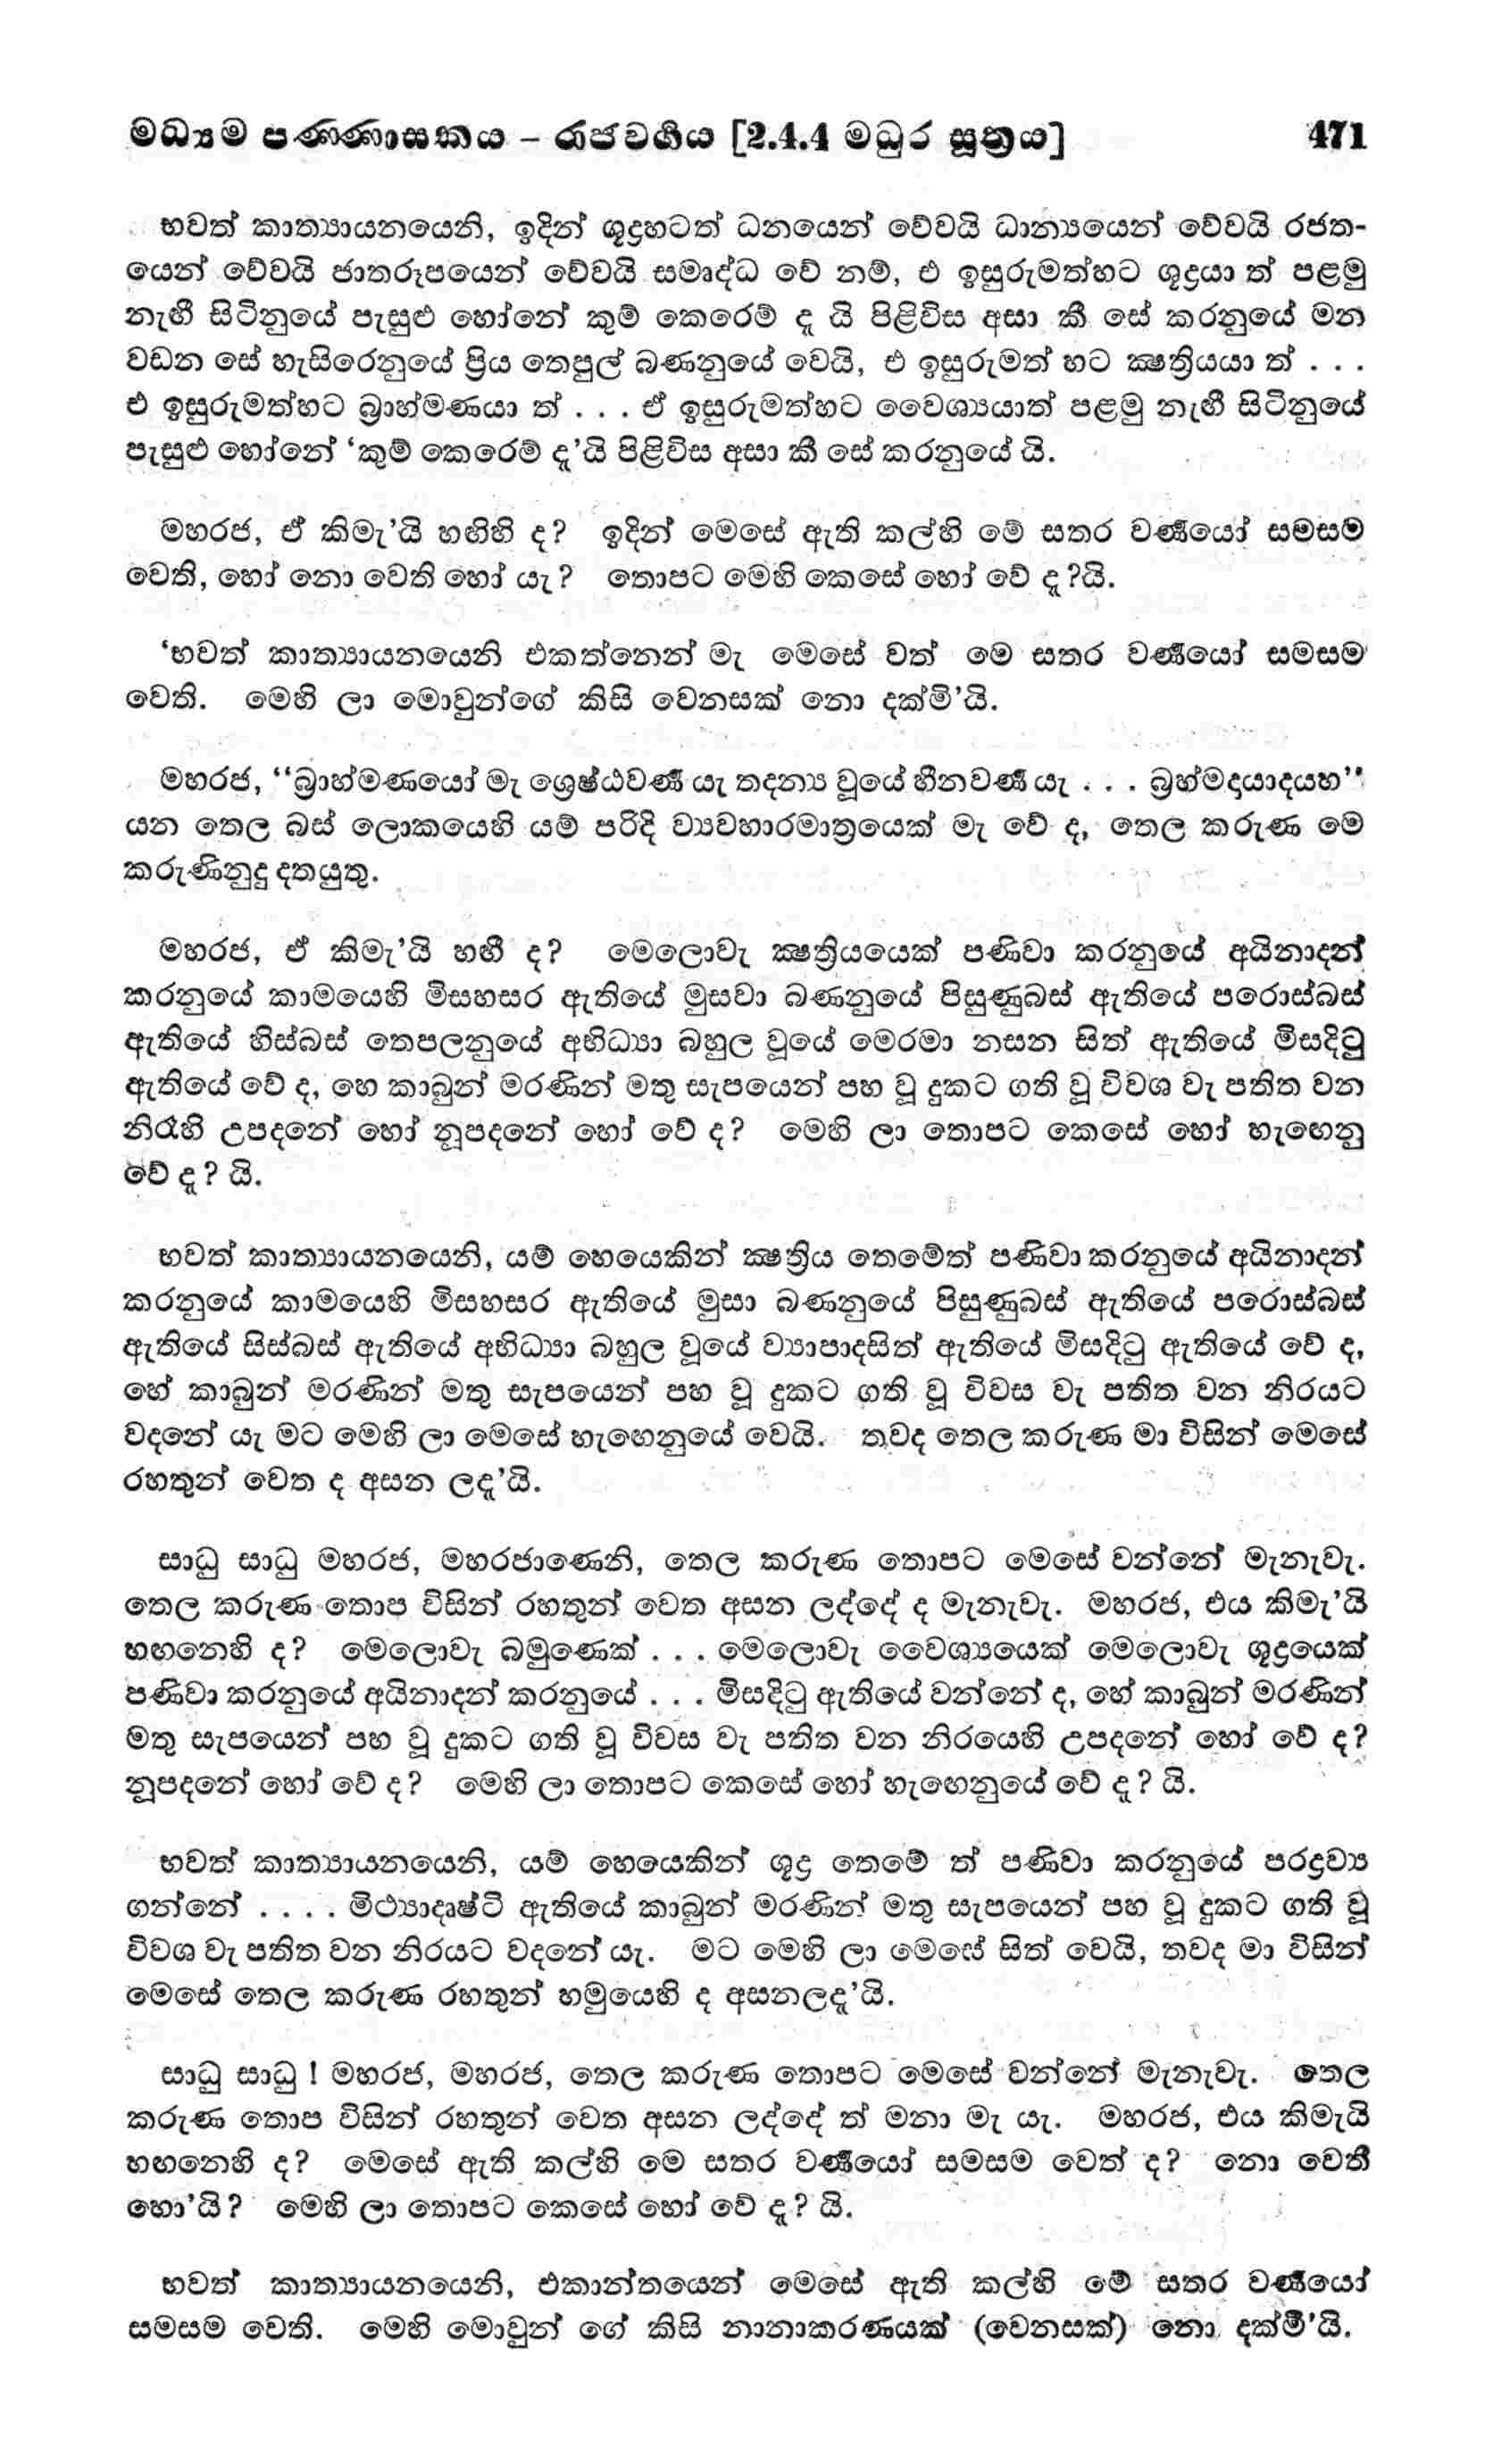 මධ්‍යම පණ්ණාසකය – රාජවර්‍ගය [2.4.4 මධුර සූත්‍රය] 471
භවත් කාත්‍යායනයෙනි, ඉදින් ශූද්‍රහටත් ධනයෙන් වේවයි ධාන්‍යයෙන් වේවයි රජත-
යෙන් වේවයි ජාතරූපයෙන් වේවයි සමෘද්ධ වේ නම්, එ ඉසුරුමත්හට ශූද්‍රයා ත් පළමු
නැඟී සිටිනුයේ පැසුළු හෝනේ කුම් කෙරෙම් දැ යි පිළිවිස අසා කී සේ කරනුයේ මන
වඩන සේ හැසිරෙනුයේ ප්‍රිය තෙපුල් බණනුයේ වෙයි, එ ඉසුරුමත් හට ක්‍ෂත්‍රියයා ත් . . .
එ ඉසුරුමත්හට බ්‍රාහ්මණයා ත් . . . ඒ ඉසුරුමත්හට වෛශ්‍යයාත් පළමු නැඟී සිටිනුයේ
පැසුළු හෝනේ ‘කුම් කෙරෙම් දැ’යි පිළිවිස අසා කී සේ කරනුයේ යි.
මහරජ, ඒ කිමැ’යි හඟිහි ද? ඉදින් මෙසේ ඇති කල්හි මේ සතර වර්‍ණයෝ සමසම
වෙති, හෝ නො වෙති හෝ යැ? තොපට මෙහි කෙසේ හෝ වේ දැ?යි.
‘භවත් කාත්‍යායනයෙනි එකත්නෙන් මැ මෙසේ වත් මෙ සතර වර්‍ණයෝ සමසම
වෙති. මෙහි ලා මොවුන්ගේ කිසි වෙනසක් නො දක්මි’යි.
මහරජ, “බ්‍රාහ්මණයෝ මැ ශ්‍රෙෂ්ඨවර්‍ණ යැ තදන්‍ය වූයේ හීනවර්‍ණ යැ . . . බ්‍රහ්මදායාදයහ”
යන තෙල බස් ලොකයෙහි යම් පරිදි ව්‍යවහාරමාත්‍රයෙක් මැ වේ ද, තෙල කරුණ මෙ
කරුණිනුදු දතයුතු.
මහරජ, ඒ කිමැ’යි හඟී ද? මෙලොවැ ක්‍ෂත්‍රියයෙක් පණිවා කරනුයේ අයිනාදන්
කරනුයේ කාමයෙහි මිසහසර ඇතියේ මුසවා බණනුයේ පිසුණුබස් ඇතියේ පරොස්බස්
ඇතියේ හිස්බස් තෙපලනුයේ අභිධ්‍යා බහුල වූයේ මෙරමා නසන සිත් ඇතියේ මිසදිටු
ඇතියේ වේ ද, හෙ කාබුන් මරණින් මතු සැපයෙන් පහ වූ දුකට ගති වූ විවශ වැ පතිත වන
නිරෑහි උපදනේ හෝ නූපදනේ හෝ වේ ද? මෙහි ලා තොපට කෙසේ හෝ හැඟෙනු
වේ දැ? යි.
භවත් කාත්‍යායනයෙනි, යම් හෙයෙකින් ක්‍ෂත්‍රිය තෙමේත් පණිවා කරනුයේ අයිනාදන්
කරනුයේ කාමයෙහි මිසහසර ඇතියේ මුසා බණනුයේ පිසුණුබස් ඇතියේ පරොස්බස්
ඇතියේ සිස්බස් ඇතියේ අභිධ්‍යා බහුල වූයේ ව්‍යාපාදසිත් ඇතියේ මිසදිටු ඇතියේ වේ ද,
හේ කාබුන් මරණින් මතු සැපයෙන් පහ වූ දුකට ගති වූ විවස වැ පතිත වන නිරයට
වදනේ යැ මට මෙහි ලා මෙසේ හැඟෙනුයේ වෙයි. තවද තෙල කරුණ මා විසින් මෙසේ
රහතුන් වෙත ද අසන ලදැ’යි.
සාධු සාධු මහරජ, මහරජාණෙනි, තෙල කරුණ තොපට මෙසේ වන්නේ මැනැවැ.
තෙල කරුණ තොප විසින් රහතුන් වෙත අසන ලද්දේ ද මැනැවැ. මහරජ, එය කිමැ’යි
හඟනෙහි ද? මෙලොවැ බමුණෙක් . . . මෙලොවැ වෛශ්‍යයෙක් මෙලොවැ ශූද්‍රයෙක්
පණිවා කරනුයේ අයිනාදන් කරනුයේ . . . මිසදිටු ඇතියේ වන්නේ ද, හේ කාබුන් මරණින්
මතු සැපයෙන් පහ වූ දුකට ගති වූ විවස වැ පතිත වන නිරයෙහි උපදනේ හෝ වේ ද?
නූපදනේ හෝ වේ ද? මෙහි ලා තොපට කෙසේ හෝ හැඟෙනුයේ වේ දැ? යි.
භවත් කාත්‍යායනයෙනි, යම් හෙයෙකින් ශූද්‍ර තෙමේ ත් පණිවා කරනුයේ පරද්‍රව්‍ය
ගන්නේ . . . . මිථ්‍යාදෘෂ්ටි ඇතියේ කාබුන් මරණින් මතු සැපයෙන් පහ වූ දුකට ගති වූ
විවශ වැ පතිත වන නිරයට වදනේ යැ. මට මෙහි ලා මෙසේ සිත් වෙයි, තවද මා විසින්
මෙසේ තෙල කරුණ රහතුන් හමුයෙහි ද අසනලදැ’යි.
සාධු සාධු ! මහරජ, මහරජ, තෙල කරුණ තොපට මෙසේ වන්නේ මැනැවැ. තෙල
කරුණ තොප විසින් රහතුන් වෙත අසන ලද්දේ ත් මනා මැ යැ. මහරජ, එය කිමැයි
හඟනෙහි ද? මෙසේ ඇති කල්හි මෙ සතර වර්‍ණයෝ සමසම වෙත් ද? නො වෙතී
හො’යි? මෙහි ලා තොපට කෙසේ හෝ වේ දැ? යි.
භවත් කාත්‍යායනයෙනි, එකාන්තයෙන් මෙසේ ඇති කල්හි මේ සතර වර්‍ණයෝ
සමසම වෙති. මෙහි මොවුන් ගේ කිසි නානාකරණයක් (වෙනසක්) නො දක්මී’යි.